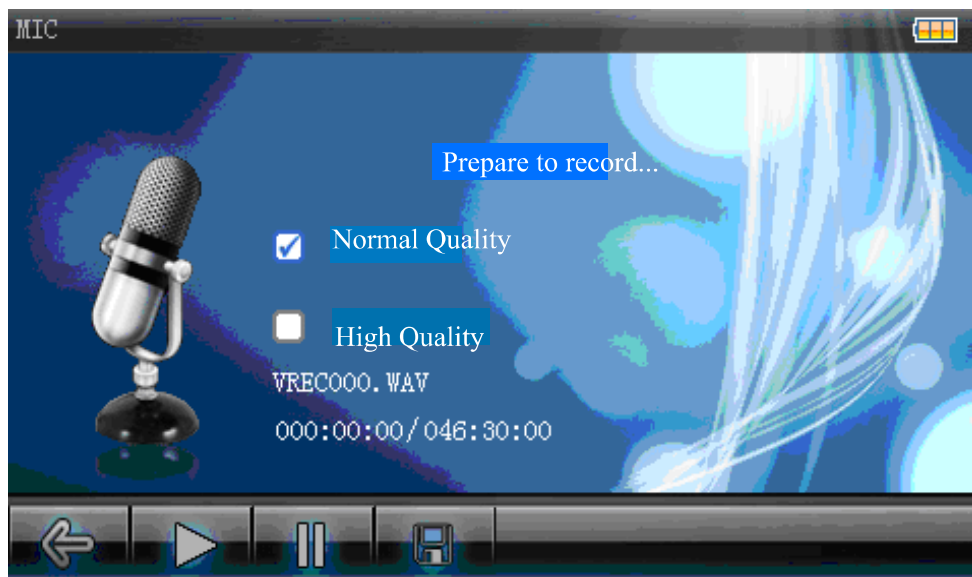 MIC
Prepare to record...
Normal Quality
High Quality
VREC000.WAV
000:00:00/046:30:00